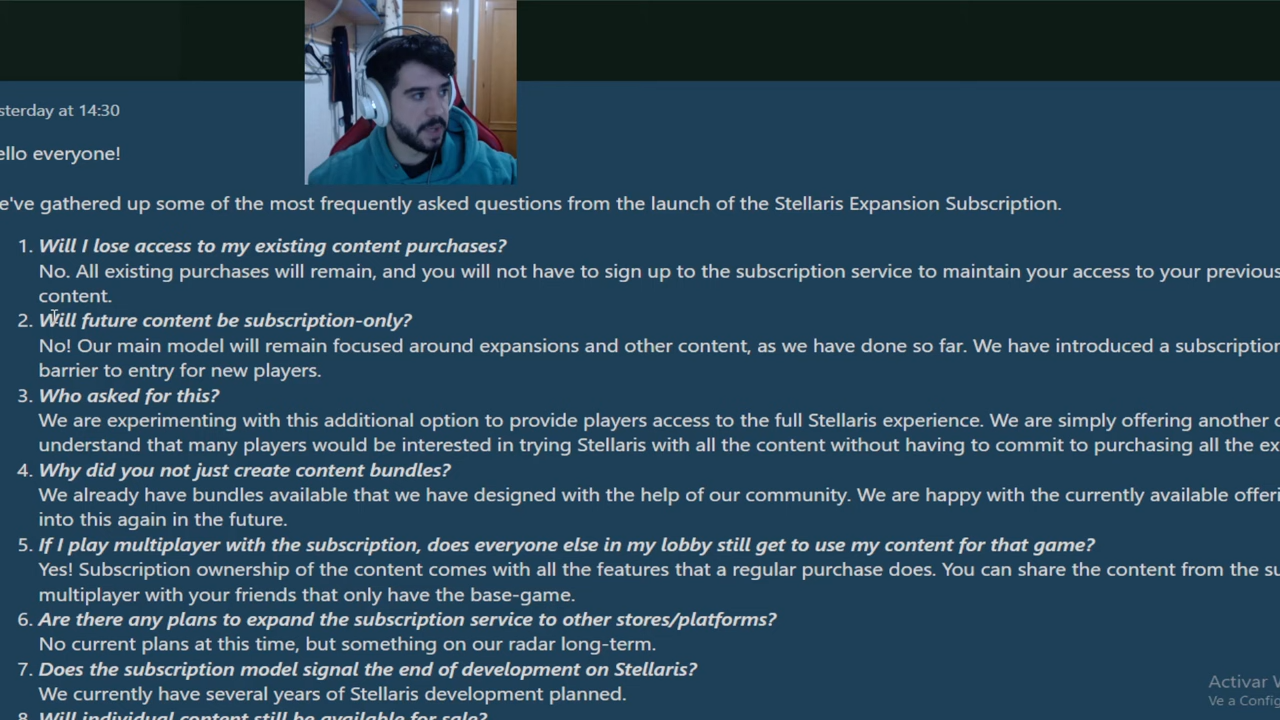 sterday at 14:30
ello everyone!
e've gathered up some of the most frequently asked questions from the launch of the Stellaris Expansion Subscription.
1. Will I lose access to my existing content purchases?
No. All existing purchases will remain, and you will not have to sign up to the subscription service to maintain your access to your previous
content.
2. Will future content be subscription-only?
No! Our main model will remain focused around expansions and other content, as we have done so far. We have introduced a subscription
barrier to entry for new players.
3. Who asked for this?
We are experimenting with this additional option to provide players access to the full Stellaris experience. We are simply offering another
understand that many players would be interested in trying Stellaris with all the content without having to commit to purchasing all the ex
4. Why did you not just create content bundles?
We already have bundles available that we have designed with the help of our community. We are happy with the currently available offeri
into this again in the future.
5. If I play multiplayer with the subscription, does everyone else in my lobby still get to use my content for that game?
Yes! Subscription ownership of the content comes with all the features that a regular purchase does. You can share the content from the su
multiplayer with your friends that only have the base-game.
6. Are there any plans to expand the subscription service to other stores/platforms?
No current plans at this time, but something on our radar long-term.
7. Does the subscription model signal the end of development on Stellaris?
We currently have several years of Stellaris development planned.
8. Will individual content still be available for sale?
Activar
Ve a Config